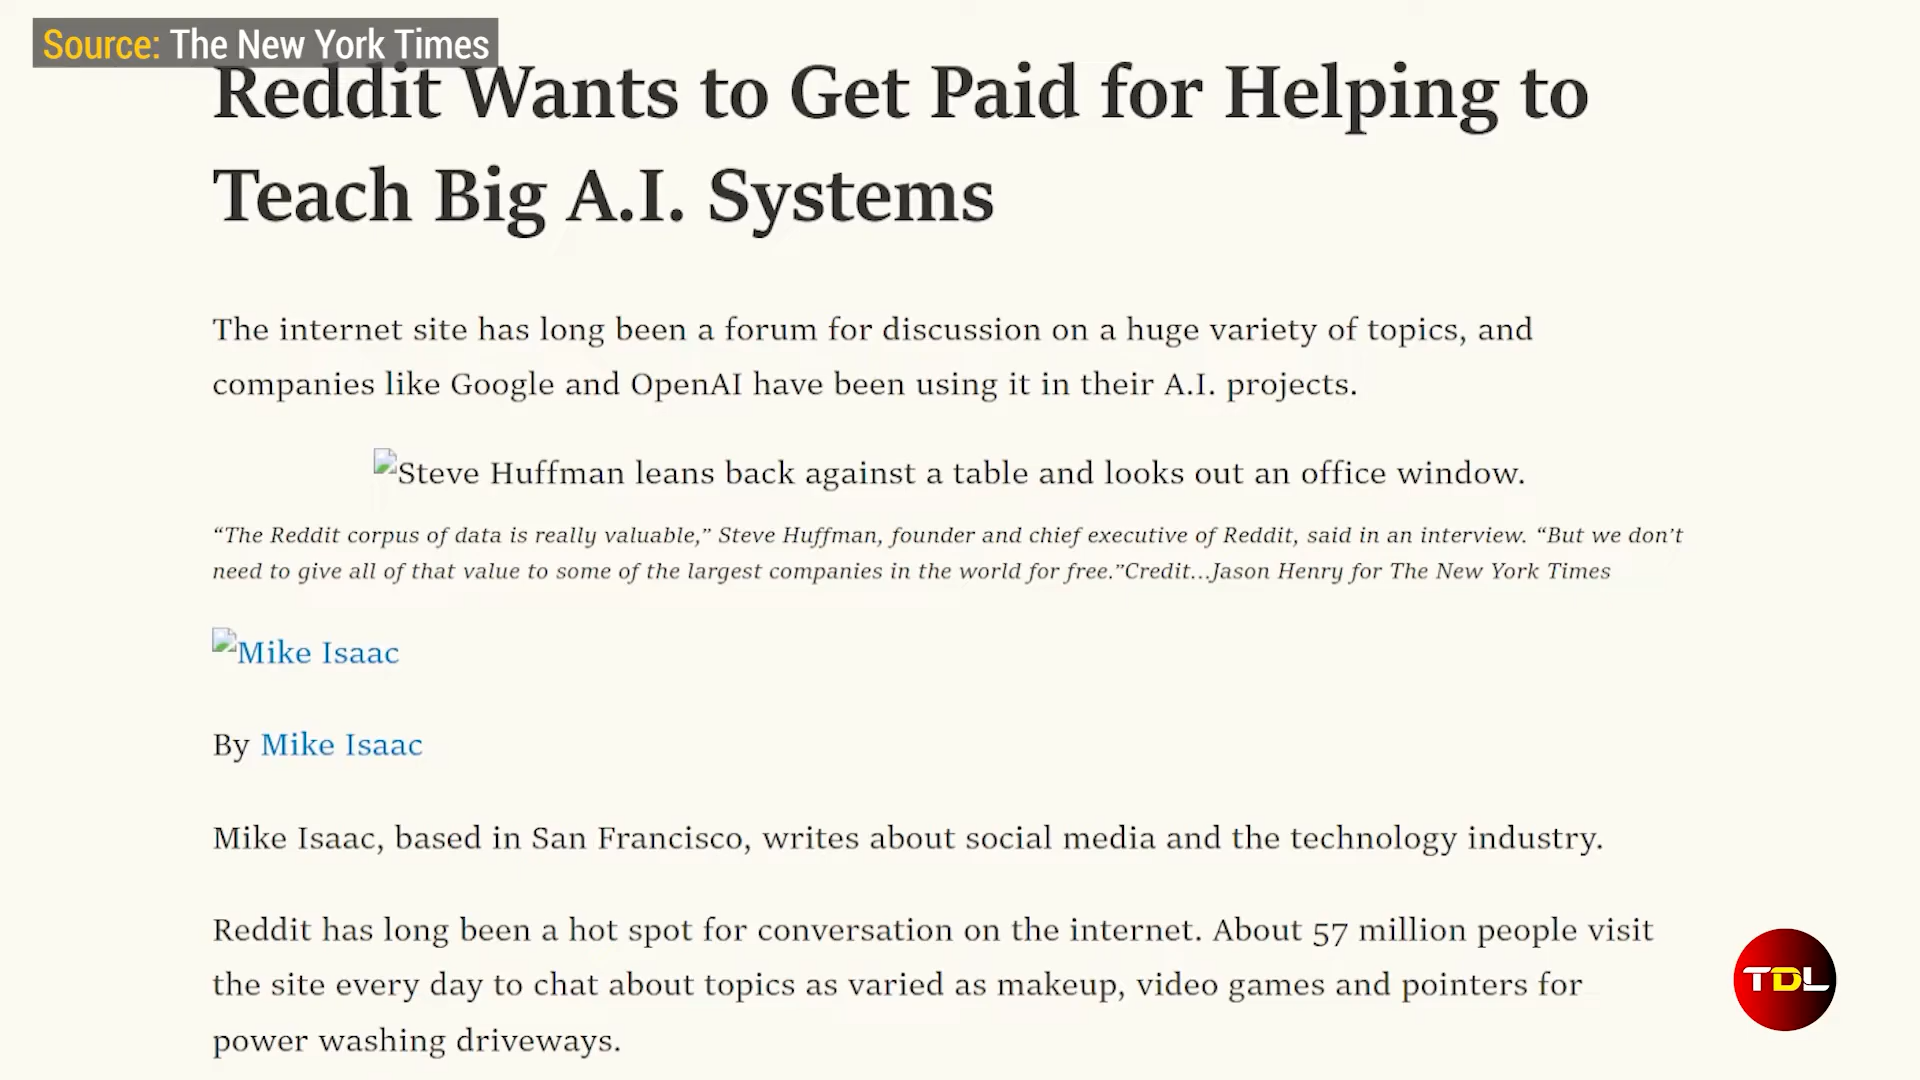 Source: The New York Times
Reddit Wants to Get Paid for Helping to
Teach Big A.I. Systems
The internet site has long been a forum for discussion on a huge variety of topics, and
companies like Google and OpenAI have been using it in their A.I. projects.
Steve Huffman leans back against a table and looks out an office window.
“The Reddit corpus of data is really valuable,” Steve Huffman, founder and chief executive of Reddit, said in an interview. “But we don’t
need to give all of that value to some of the largest companies in the world for free.”Credit...Jason Henry for The New York Times
Mike Isaac
By Mike Isaac
Mike Isaac, based in San Francisco, writes about social media and the technology industry.
Reddit has long been a hot spot for conversation on the internet. About 57 million people visit
the site every day to chat about topics as varied as makeup, video games and pointers for
power washing driveways.
TDL